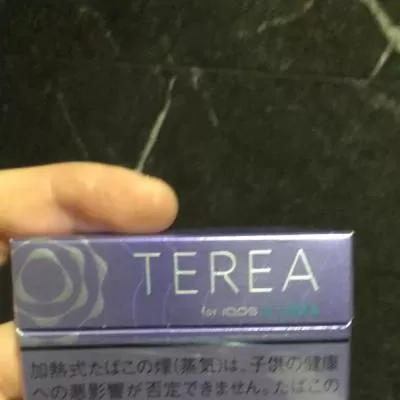 TEREA
for IQOS
加熱式たばこの煙(蒸気)は、子供の健康
への悪影響が否定できません。たばこの